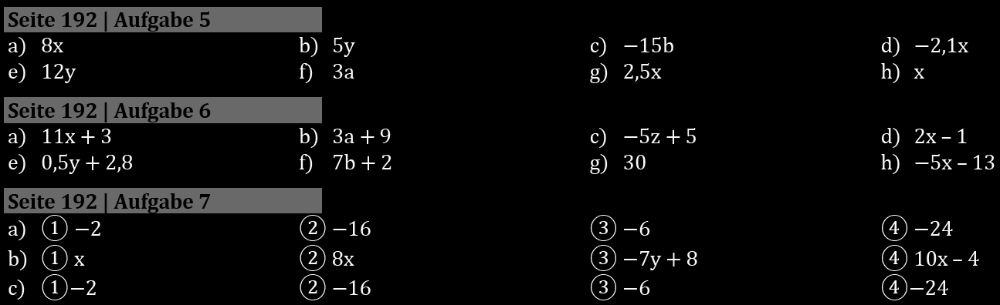 Seite 192 | Aufgabe 5
a) 8x b) 5y c) −15b d) −2,1x
e) 12y f) 3a g) 2,5x h) x
Seite 192 | Aufgabe 6
a) 11x + 3 b) 3a + 9 c) −5z + 5 d) 2x – 1
e) 0,5y + 2,8 f) 7b + 2 g) 30 h) −5x – 13
Seite 192 | Aufgabe 7
a) ① −2 ② −16 ③ −6 ④ −24
b) ① x ② 8x ③ −7y + 8 ④ 10x – 4
c) ① −2 ② −16 ③ −6 ④ −24